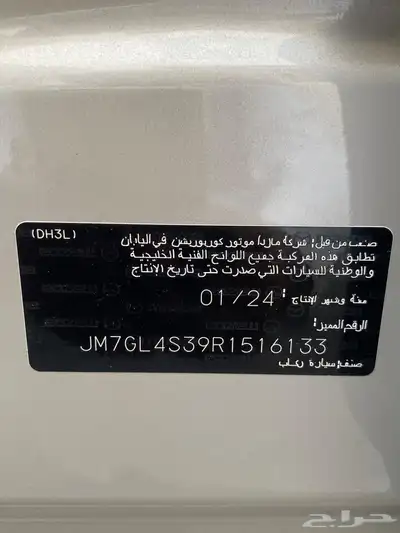 (DH3L)
صنعت من قبل: شركة مازدا موتور كوربوريشن في اليابان
تطابق هذه المركبة جميع اللوائح الفنية الخليجية
والوطنية للسيارات التي صدرت حتى تاريخ الإنتاج
سنة وشهر الإنتاج : 01/24
الرقم المميز:
JM7GL4S39R1516133
صنف: سيارة ركاب
حراج